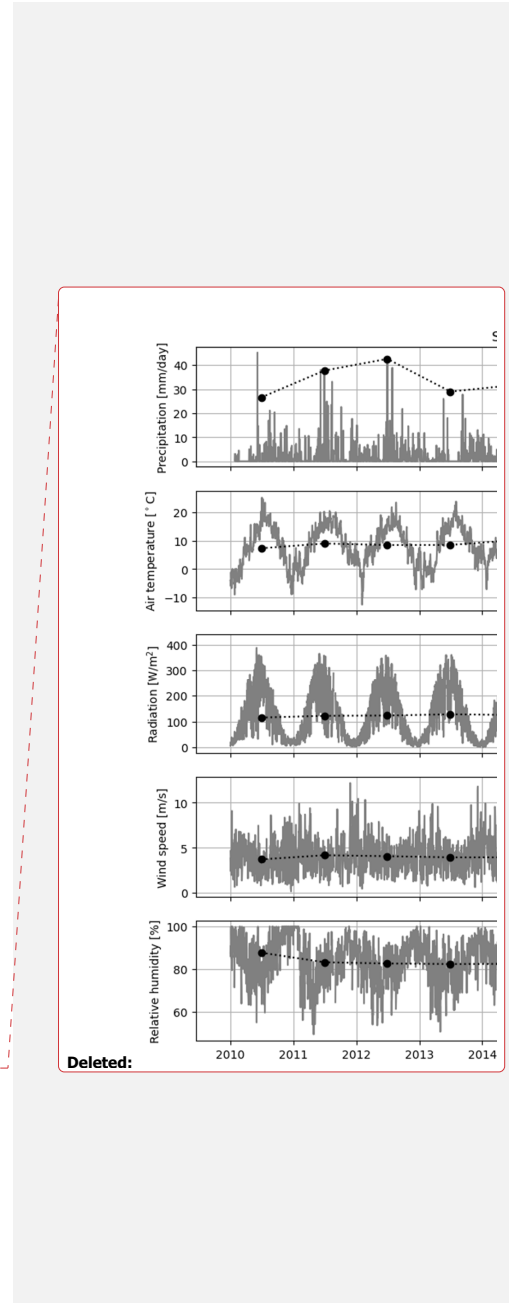 Precipitation [mm/day]
40
30
20
10
0
Air temperature [°C]
20
10
0
−10
Radiation [W/m²]
400
300
200
100
0
Wind speed [m/s]
10
5
0
Relative humidity [%]
100
80
60
2010 2011 2012 2013 2014
Deleted: